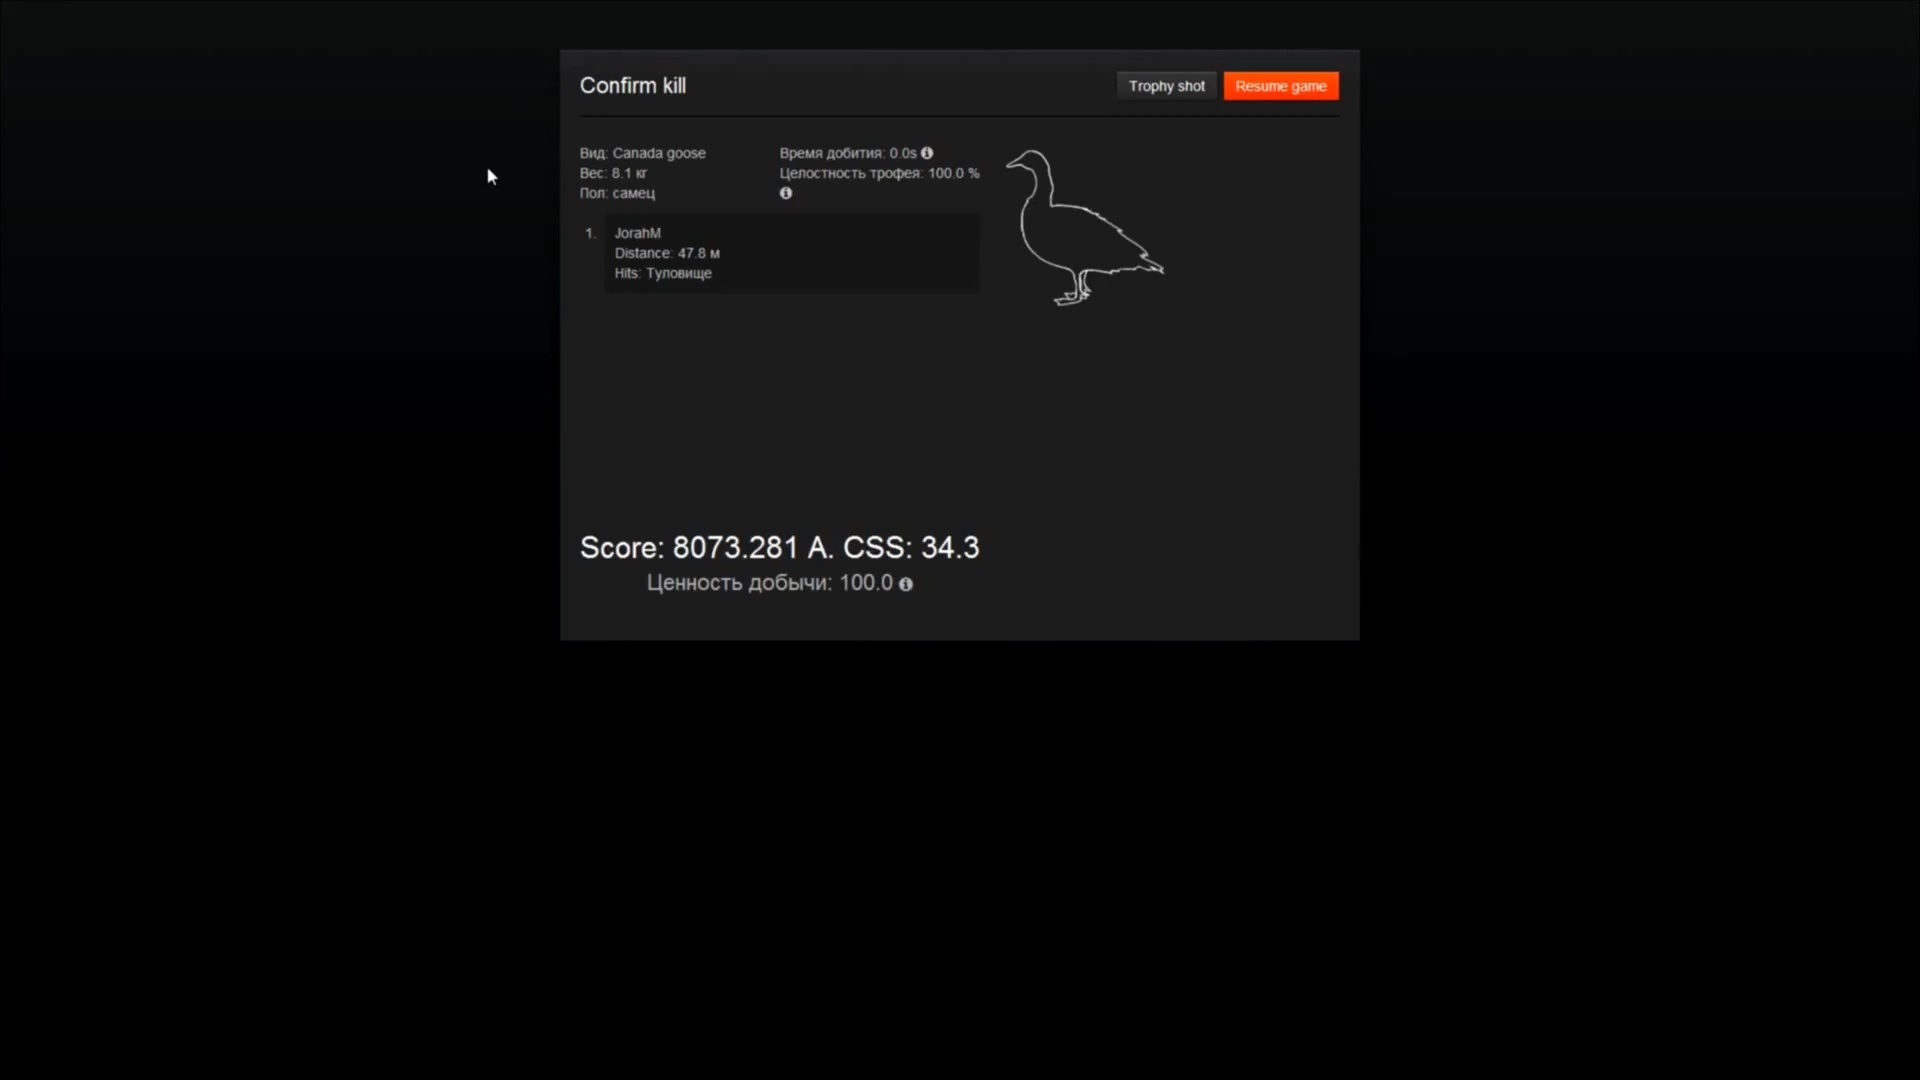 Confirm kill
Trophy shot
Resume game
Вид: Canada goose
Вес: 8.1 кг
Пол: самец
Время добития: 0.0s
Целостность трофея: 100.0 %
1.
JorahM
Distance: 47.8 м
Hits: Туловище
Score: 8073.281 А. CSS: 34.3
Ценность добычи: 100.0